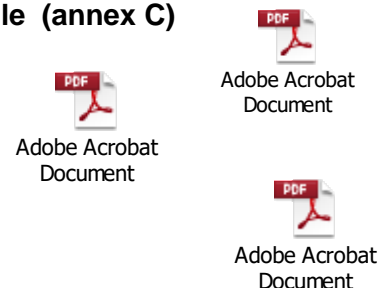 le (annex C)
PDF
Adobe Acrobat
Document
PDF
Adobe Acrobat
Document
PDF
Adobe Acrobat
Document